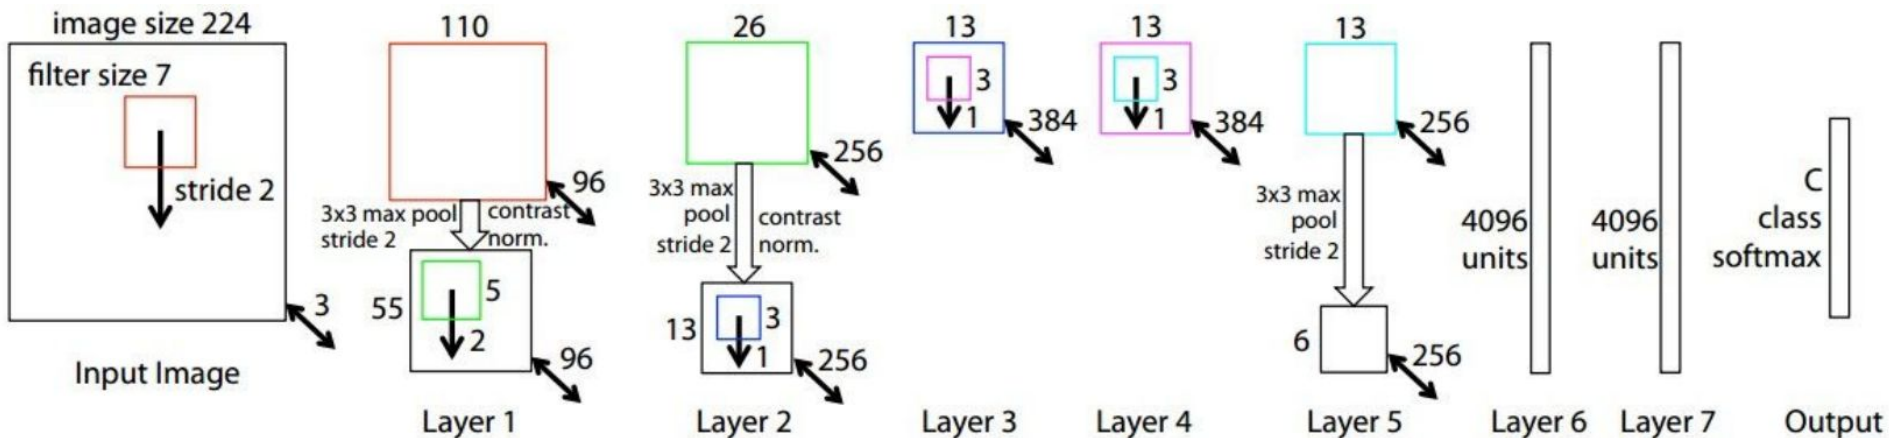 image size 224
filter size 7
stride 2
3
Input Image
110
96
3x3 max pool
stride 2
contrast
norm.
55
5
2
96
Layer 1
26
256
3x3 max
pool
stride 2
contrast
norm.
13
3
1
256
Layer 2
13
3
1
384
Layer 3
13
3
1
384
Layer 4
13
256
3x3 max
pool
stride 2
6
256
Layer 5
4096
units
Layer 6
4096
units
Layer 7
C
class
softmax
Output